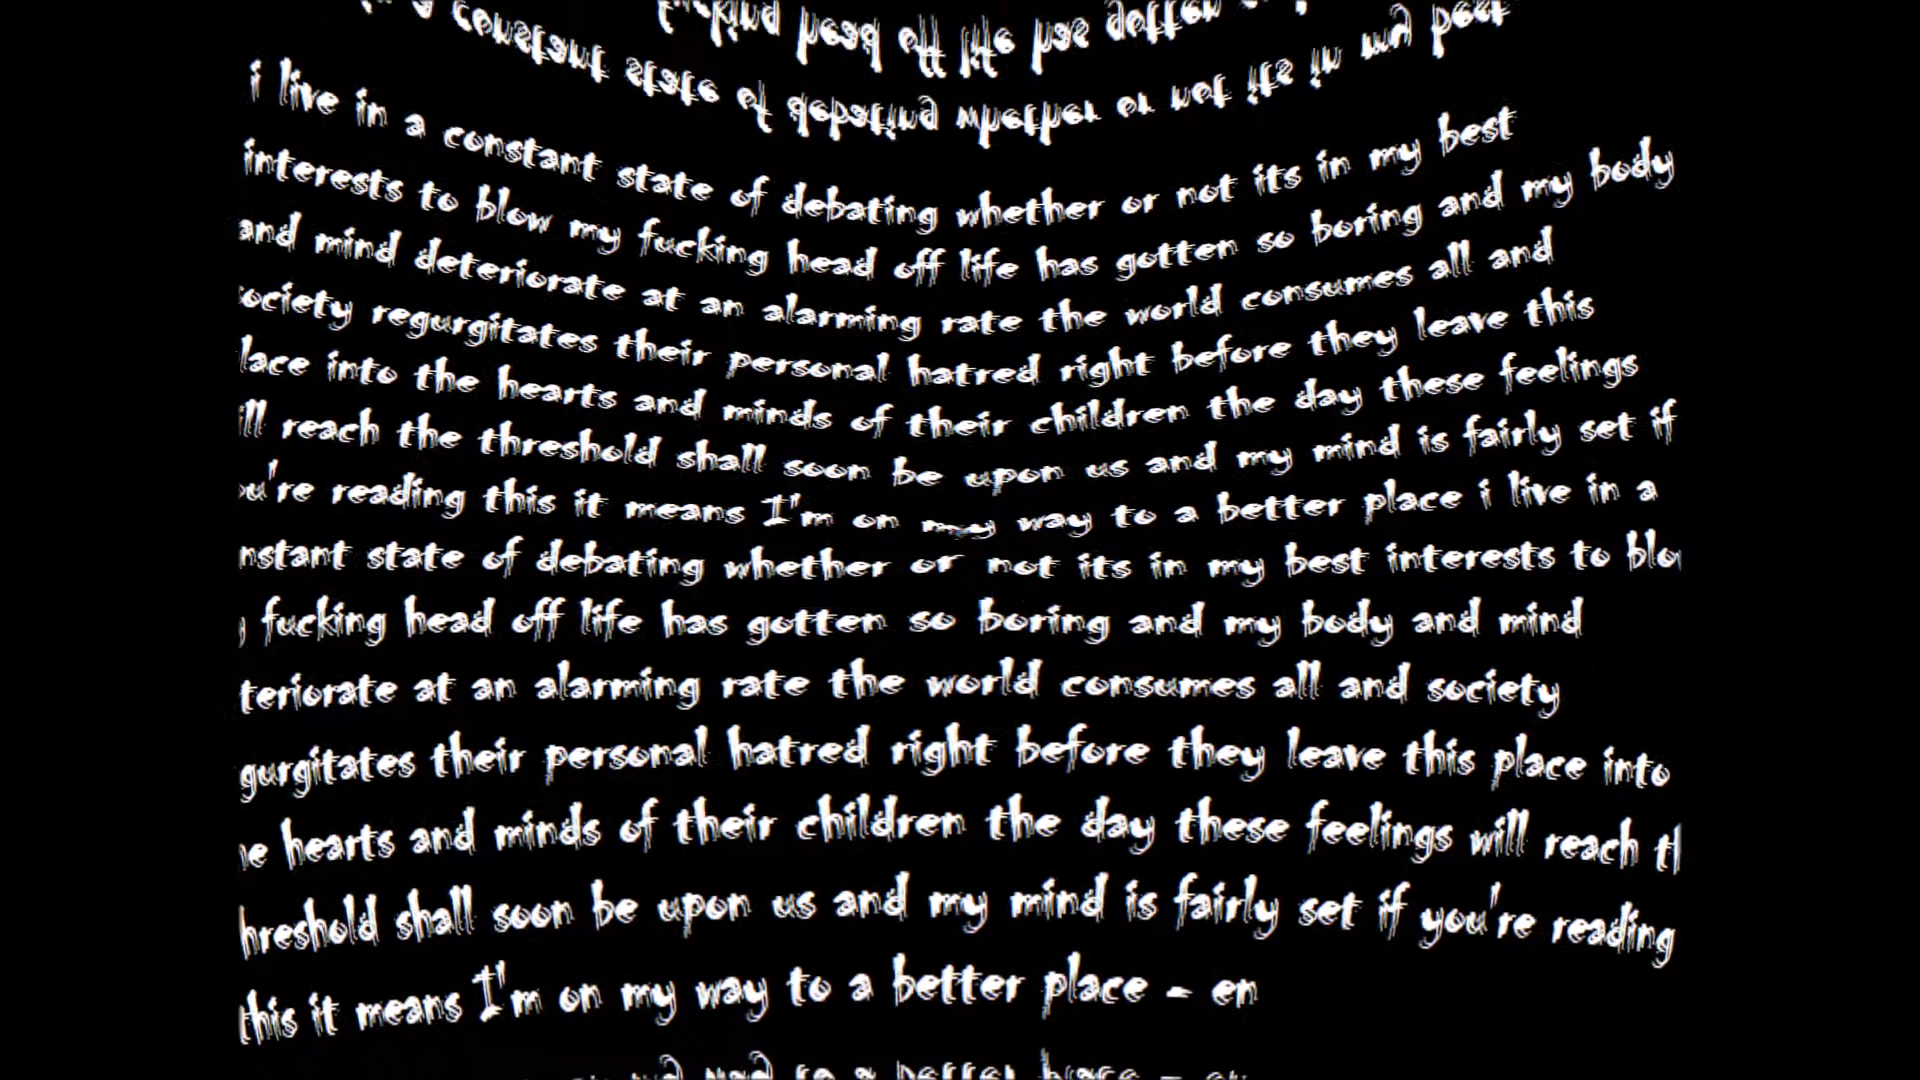 i live in a constant state of debating whether or not its in my best
interests to blow my fucking head off life has gotten so boring and my body
and mind deteriorate at an alarming rate the world consumes all and
ociety regurgitates their personal hatred right before they leave this
lace into the hearts and minds of their children the day these feelings
ill reach the threshold shall soon be upon us and my mind is fairly set if
ou're reading this it means I'm on my way to a better place i live in a
nstant state of debating whether or not its in my best interests to blo
fucking head off life has gotten so boring and my body and mind
teriorate at an alarming rate the world consumes all and society
gurgitates their personal hatred right before they leave this place into
e hearts and minds of their children the day these feelings will reach t
hreshold shall soon be upon us and my mind is fairly set if you're reading
this it means I'm on my way to a better place - en